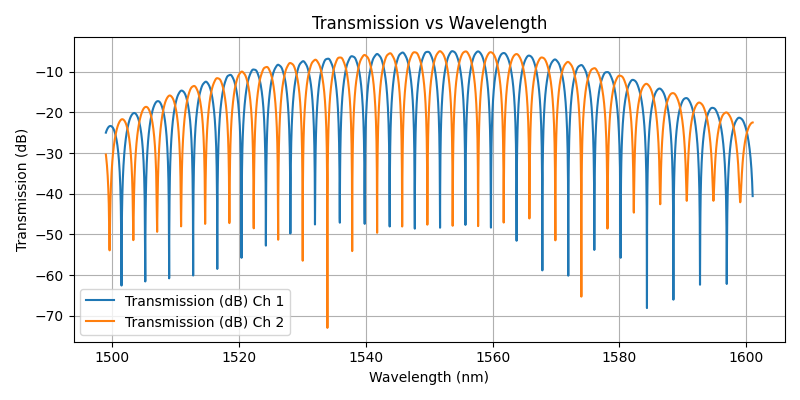 Transmission vs Wavelength
Transmission (dB)
−10
−20
−30
−40
−50
−60
−70
Transmission (dB) Ch 1
Transmission (dB) Ch 2
1500 1520 1540 1560 1580 1600
Wavelength (nm)